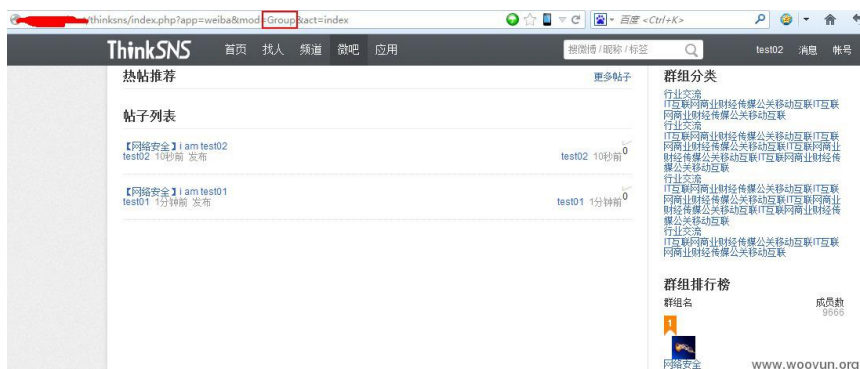 /thinksns/index.php?app=weiba&mod=Group&act=index
百度 <Ctrl+K>
ThinkSNS 首页 找人 频道 微吧 应用 搜微博/昵称/标签 test02 消息 帐号
热帖推荐 更多帖子
帖子列表
【网络安全】i am test02
test02 10秒前 发布 test02 10秒前 0
【网络安全】i am test01
test01 1分钟前 发布 test01 1分钟前 0
群组分类
行业交流
IT互联网商业财经传媒公关移动互联IT互联
网商业财经传媒公关移动互联
行业交流
IT互联网商业财经传媒公关移动互联IT互联
网商业财经传媒公关移动互联IT互联网商业
财经传媒公关移动互联IT互联网商业财经传
媒公关移动互联
行业交流
IT互联网商业财经传媒公关移动互联IT互联
网商业财经传媒公关移动互联IT互联网商业
财经传媒公关移动互联IT互联网商业财经传
媒公关移动互联
行业交流
IT互联网商业财经传媒公关移动互联IT互联
网商业财经传媒公关移动互联
群组排行榜
群组名 成员数
9666
1
网络安全
www.wooyun.org